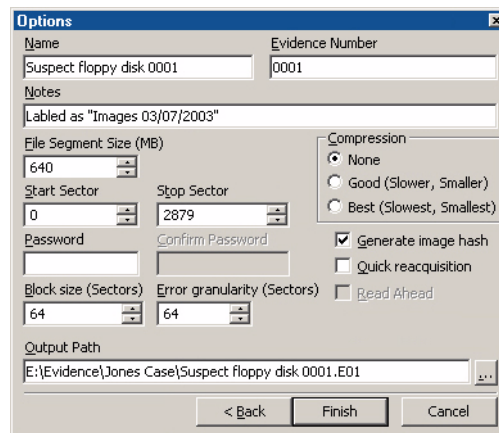 Options
Name Evidence Number
Suspect floppy disk 0001 0001
Notes
Labled as "Images 03/07/2003"
File Segment Size (MB) Compression
640 None
Start Sector Stop Sector Good (Slower, Smaller)
0 2879 Best (Slowest, Smallest)
Password Confirm Password Generate image hash
Quick reacquisition
Block size (Sectors) Error granularity (Sectors) Read Ahead
64 64
Output Path
E:\Evidence\Jones Case\Suspect floppy disk 0001.E01 ...
< Back Finish Cancel